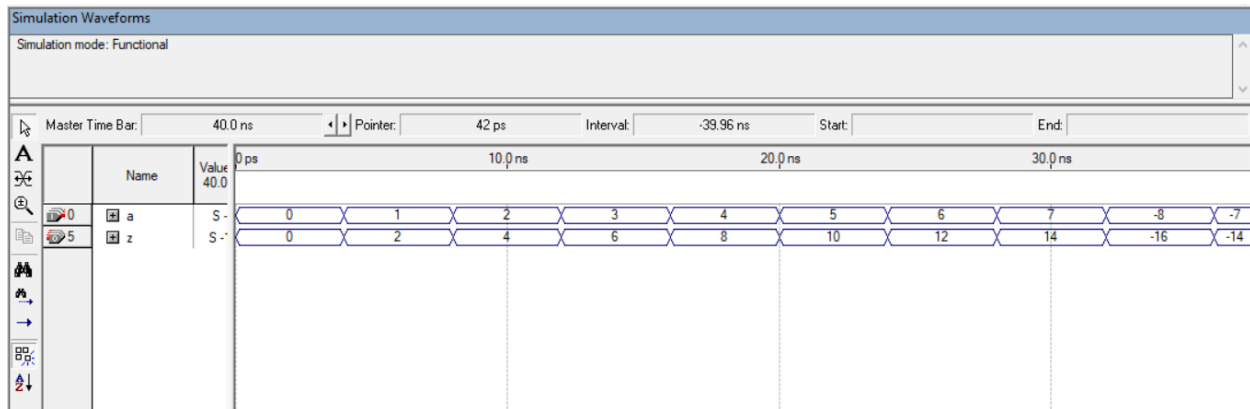 Simulation Waveforms
Simulation mode: Functional
Master Time Bar: 40.0 ns Pointer: 42 ps Interval: -39.96 ns Start: End:
Name Value 40.0 0 ps 10.0 ns 20.0 ns 30.0 ns
0 a S - 0 1 2 3 4 5 6 7 -8 -7
5 z S - 0 2 4 6 8 10 12 14 -16 -14